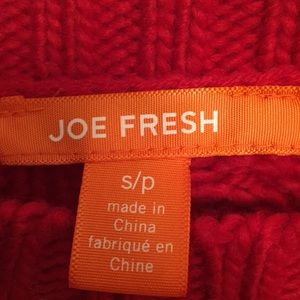 JOE FRESH
s/p
made in
China
fabriqué en
Chine